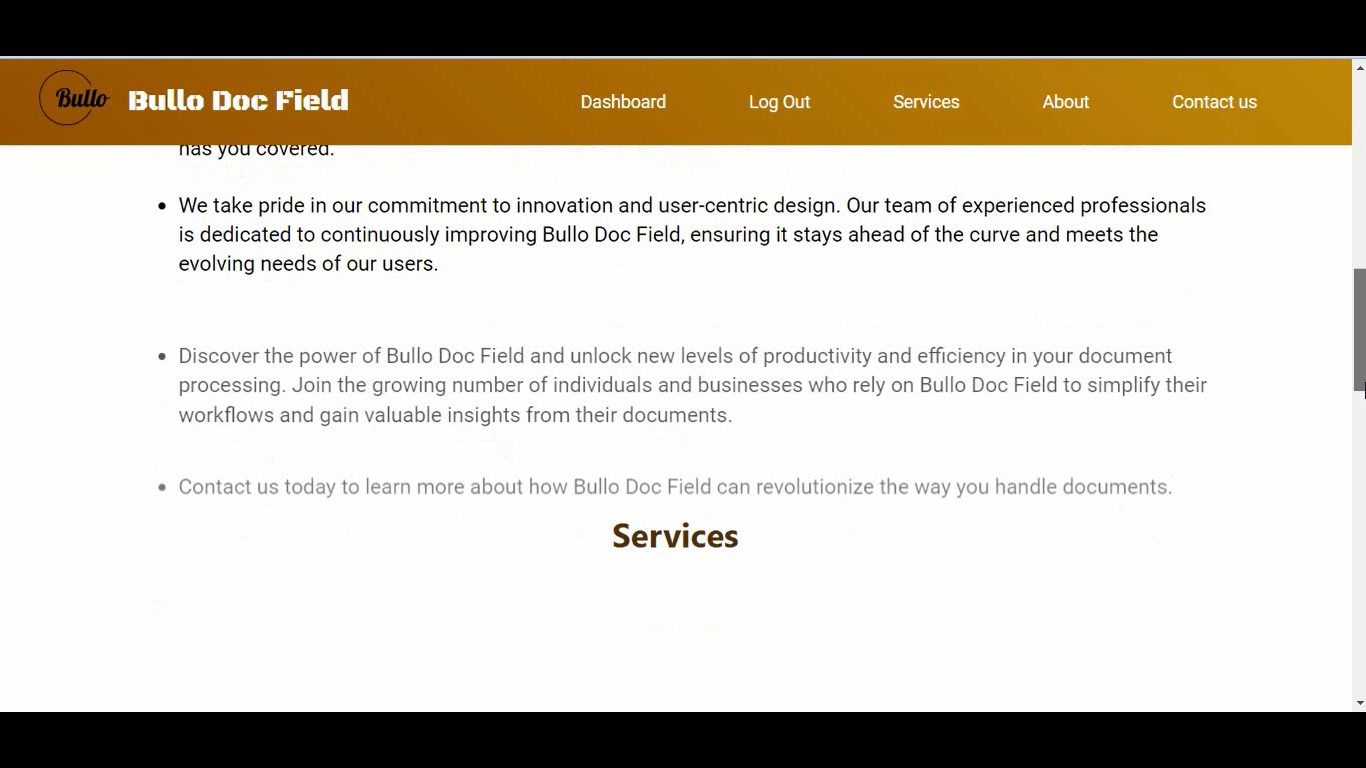 Bullo
Bullo Doc Field
Dashboard
Log Out
Services
About
Contact us
has you covered.
• We take pride in our commitment to innovation and user-centric design. Our team of experienced professionals
is dedicated to continuously improving Bullo Doc Field, ensuring it stays ahead of the curve and meets the
evolving needs of our users.
• Discover the power of Bullo Doc Field and unlock new levels of productivity and efficiency in your document
processing. Join the growing number of individuals and businesses who rely on Bullo Doc Field to simplify their
workflows and gain valuable insights from their documents.
• Contact us today to learn more about how Bullo Doc Field can revolutionize the way you handle documents.
Services